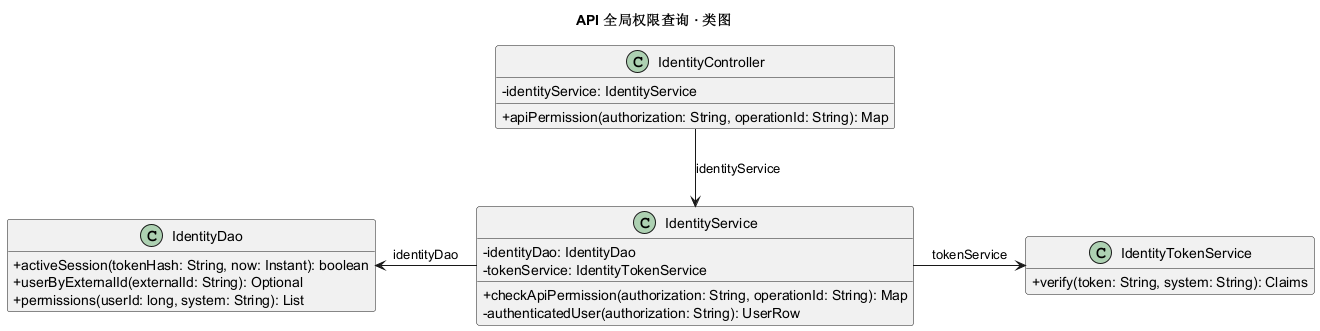 API 全局权限查询 · 类图
C IdentityController
-identityService: IdentityService
+apiPermission(authorization: String, operationId: String): Map
identityService
C IdentityDao
+activeSession(tokenHash: String, now: Instant): boolean
+userByExternalId(externalId: String): Optional
+permissions(userId: long, system: String): List
identityDao
C IdentityService
-identityDao: IdentityDao
-tokenService: IdentityTokenService
+checkApiPermission(authorization: String, operationId: String): Map
-authenticatedUser(authorization: String): UserRow
tokenService
C IdentityTokenService
+verify(token: String, system: String): Claims